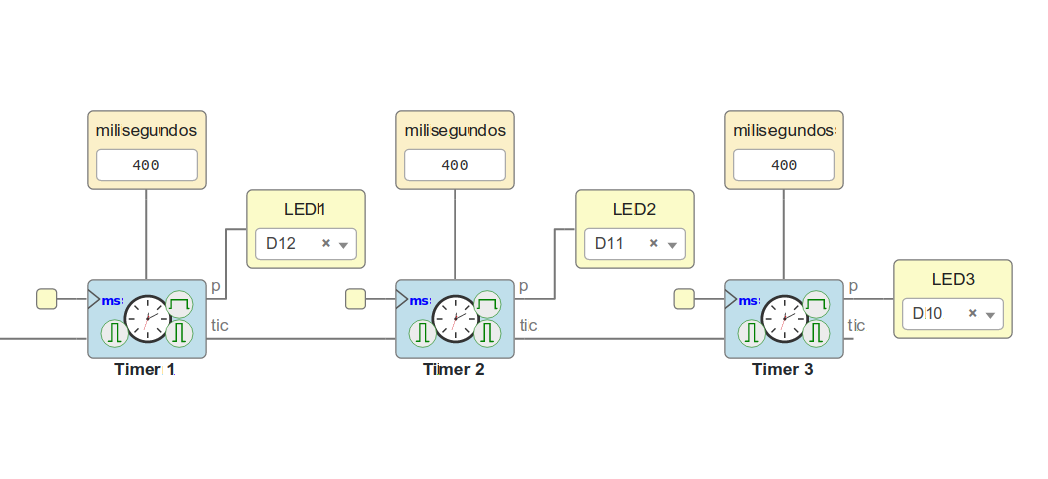 milisegundos
400
milisegundos
400
milisegundos
400
LED1
D12
LED2
D11
LED3
D10
ms
p
tic
Timer 1
ms
p
tic
Timer 2
ms
p
tic
Timer 3